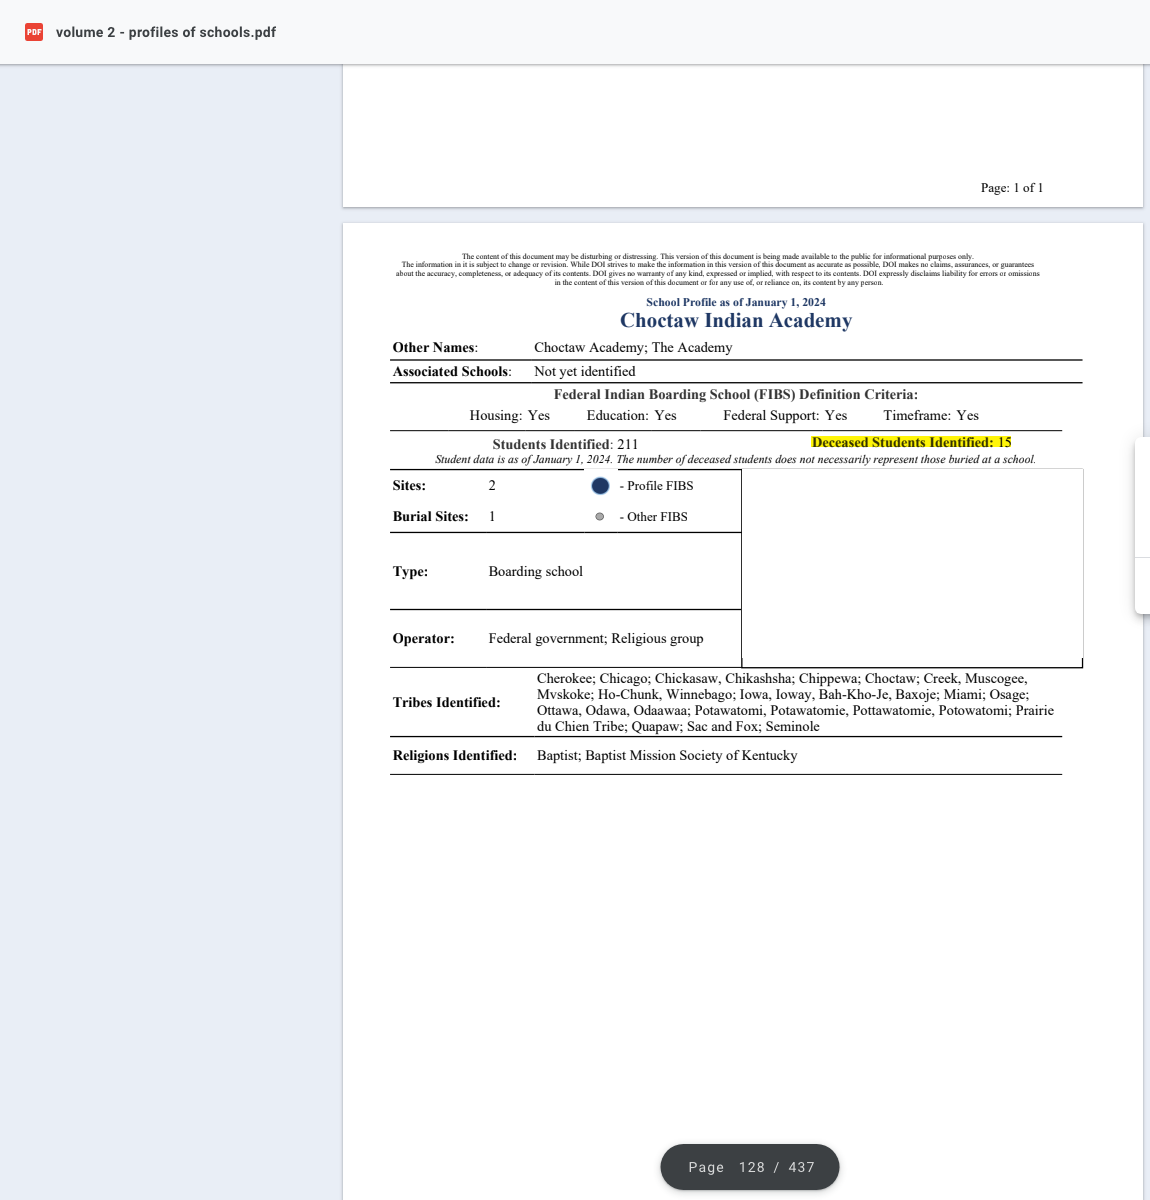 PDF volume 2 - profiles of schools.pdf
Page: 1 of 1
The content of this document may be disturbing or distressing. This version of this document is being made available to the public for informational purposes only.
The information in it is subject to change or revision. While DOI strives to make the information in this version of this document as accurate as possible, DOI makes no claims, assurances, or guarantees
about the accuracy, completeness, or adequacy of its contents. DOI gives no warranty of any kind, expressed or implied, with respect to its contents. DOI expressly disclaims liability for errors or omissions
in the content of this version of this document or for any use of, or reliance on, its content by any person.
School Profile as of January 1, 2024
Choctaw Indian Academy
Other Names: Choctaw Academy; The Academy
Associated Schools: Not yet identified
Federal Indian Boarding School (FIBS) Definition Criteria:
Housing: Yes Education: Yes Federal Support: Yes Timeframe: Yes
Students Identified: 211 Deceased Students Identified: 15
Student data is as of January 1, 2024. The number of deceased students does not necessarily represent those buried at a school.
Sites: 2 - Profile FIBS
Burial Sites: 1 - Other FIBS
Type: Boarding school
Operator: Federal government; Religious group
Tribes Identified: Cherokee; Chicago; Chickasaw, Chikashsha; Chippewa; Choctaw; Creek, Muscogee,
Mvskoke; Ho-Chunk, Winnebago; Iowa, Ioway, Bah-Kho-Je, Baxoje; Miami; Osage;
Ottawa, Odawa, Odaawaa; Potawatomi, Potawatomie, Pottawatomie, Potowatomi; Prairie
du Chien Tribe; Quapaw; Sac and Fox; Seminole
Religions Identified: Baptist; Baptist Mission Society of Kentucky
Page 128 / 437